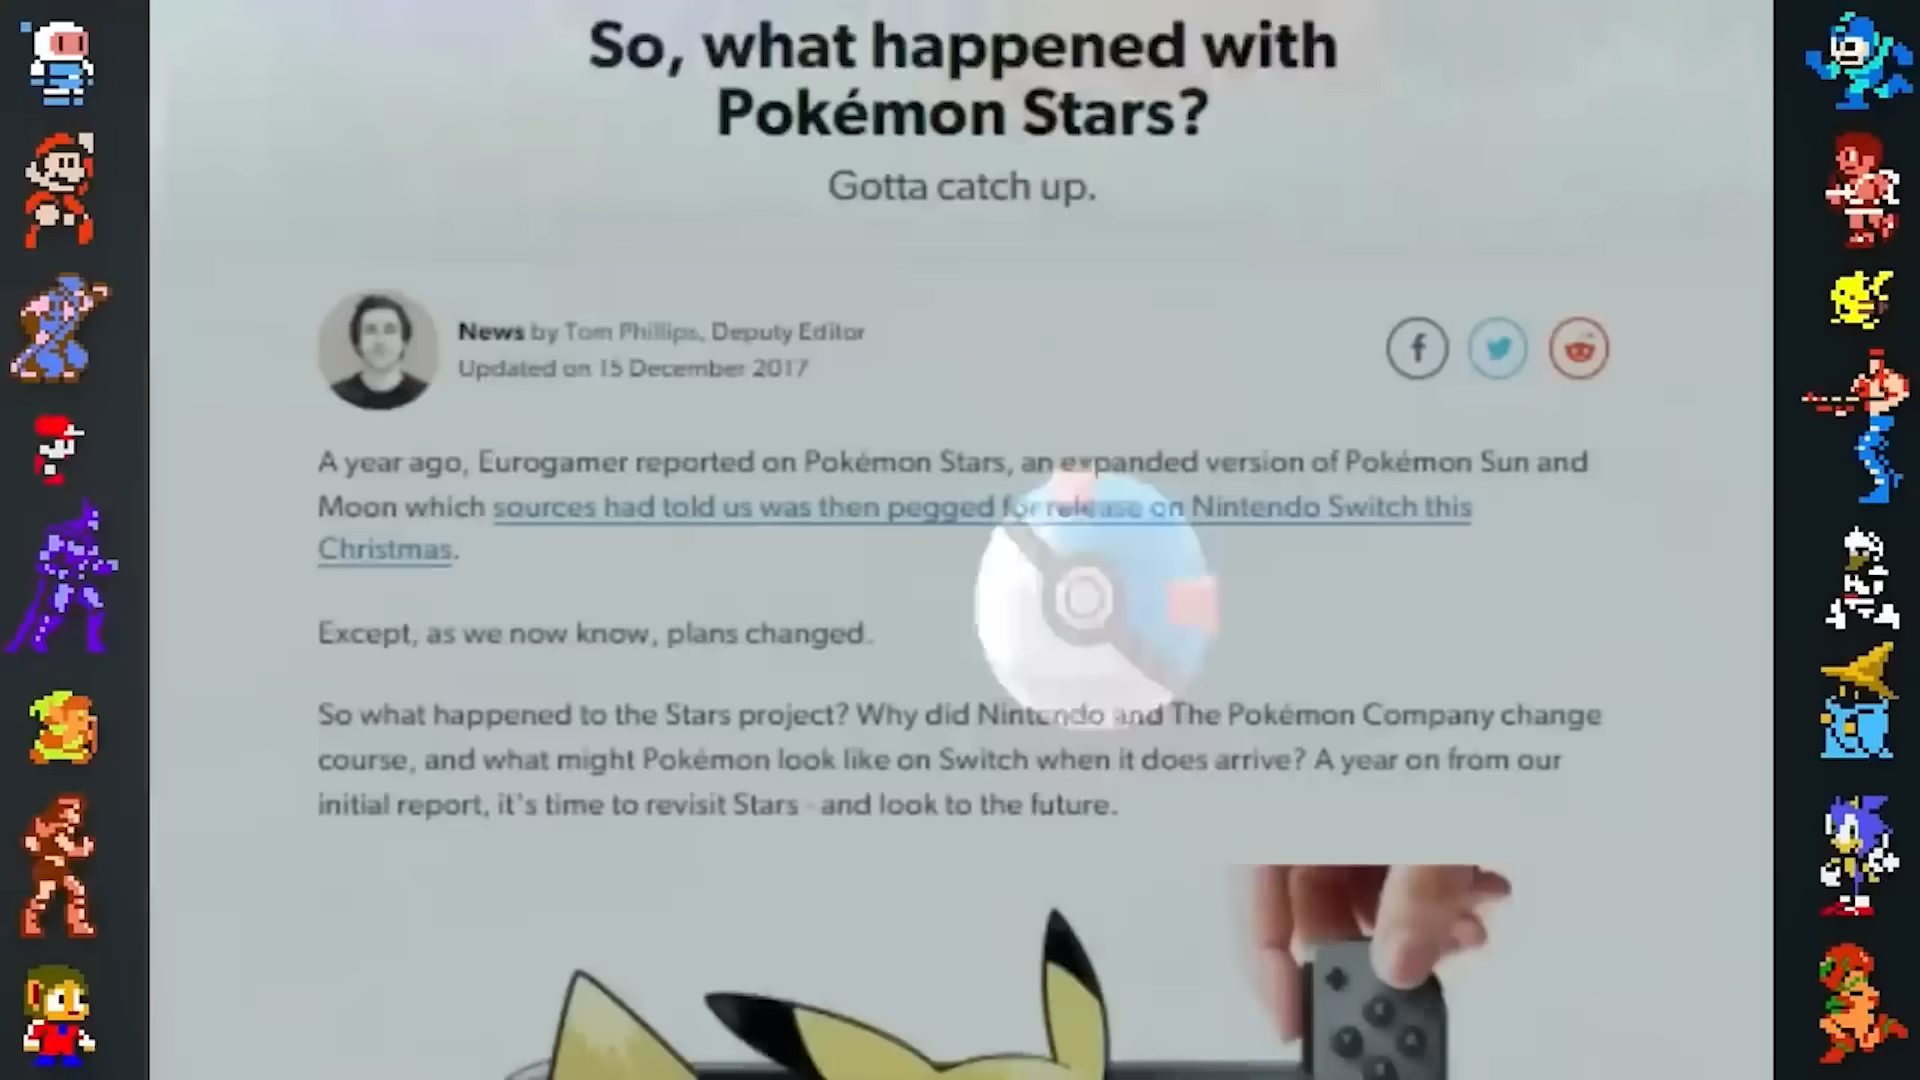 So, what happened with
Pokémon Stars?
Gotta catch up.
News by Tom Phillips, Deputy Editor
Updated on 15 December 2017
A year ago, Eurogamer reported on Pokémon Stars, an expanded version of Pokémon Sun and
Moon which sources had told us was then pegged for release on Nintendo Switch this
Christmas.
Except, as we now know, plans changed.
So what happened to the Stars project? Why did Nintendo and The Pokémon Company change
course, and what might Pokémon look like on Switch when it does arrive? A year on from our
initial report, it's time to revisit Stars - and look to the future.